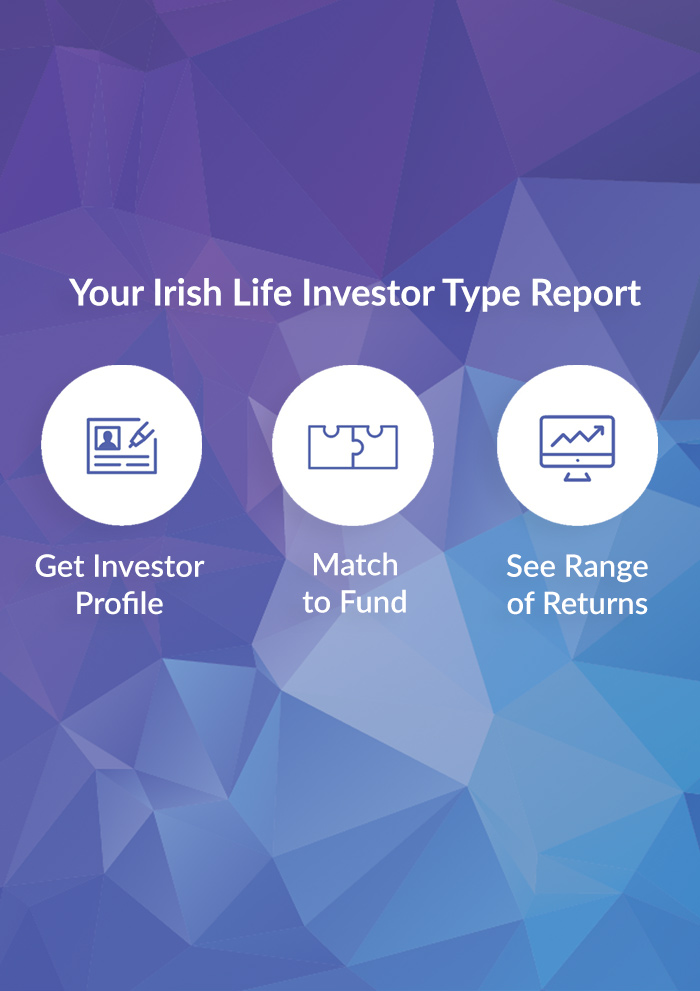 Your Irish Life Investor Type Report
Get Investor
Profile
Match
to Fund
See Range
of Returns